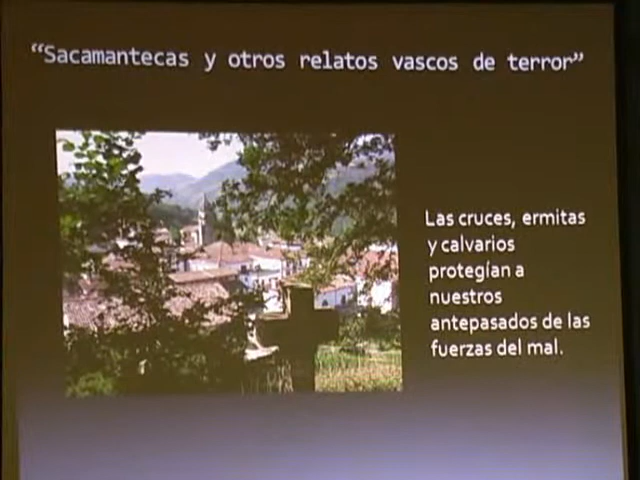 “Sacamantecas y otros relatos vascos de terror”
Las cruces, ermitas
y calvarios
protegían a
nuestros
antepasados de las
fuerzas del mal.